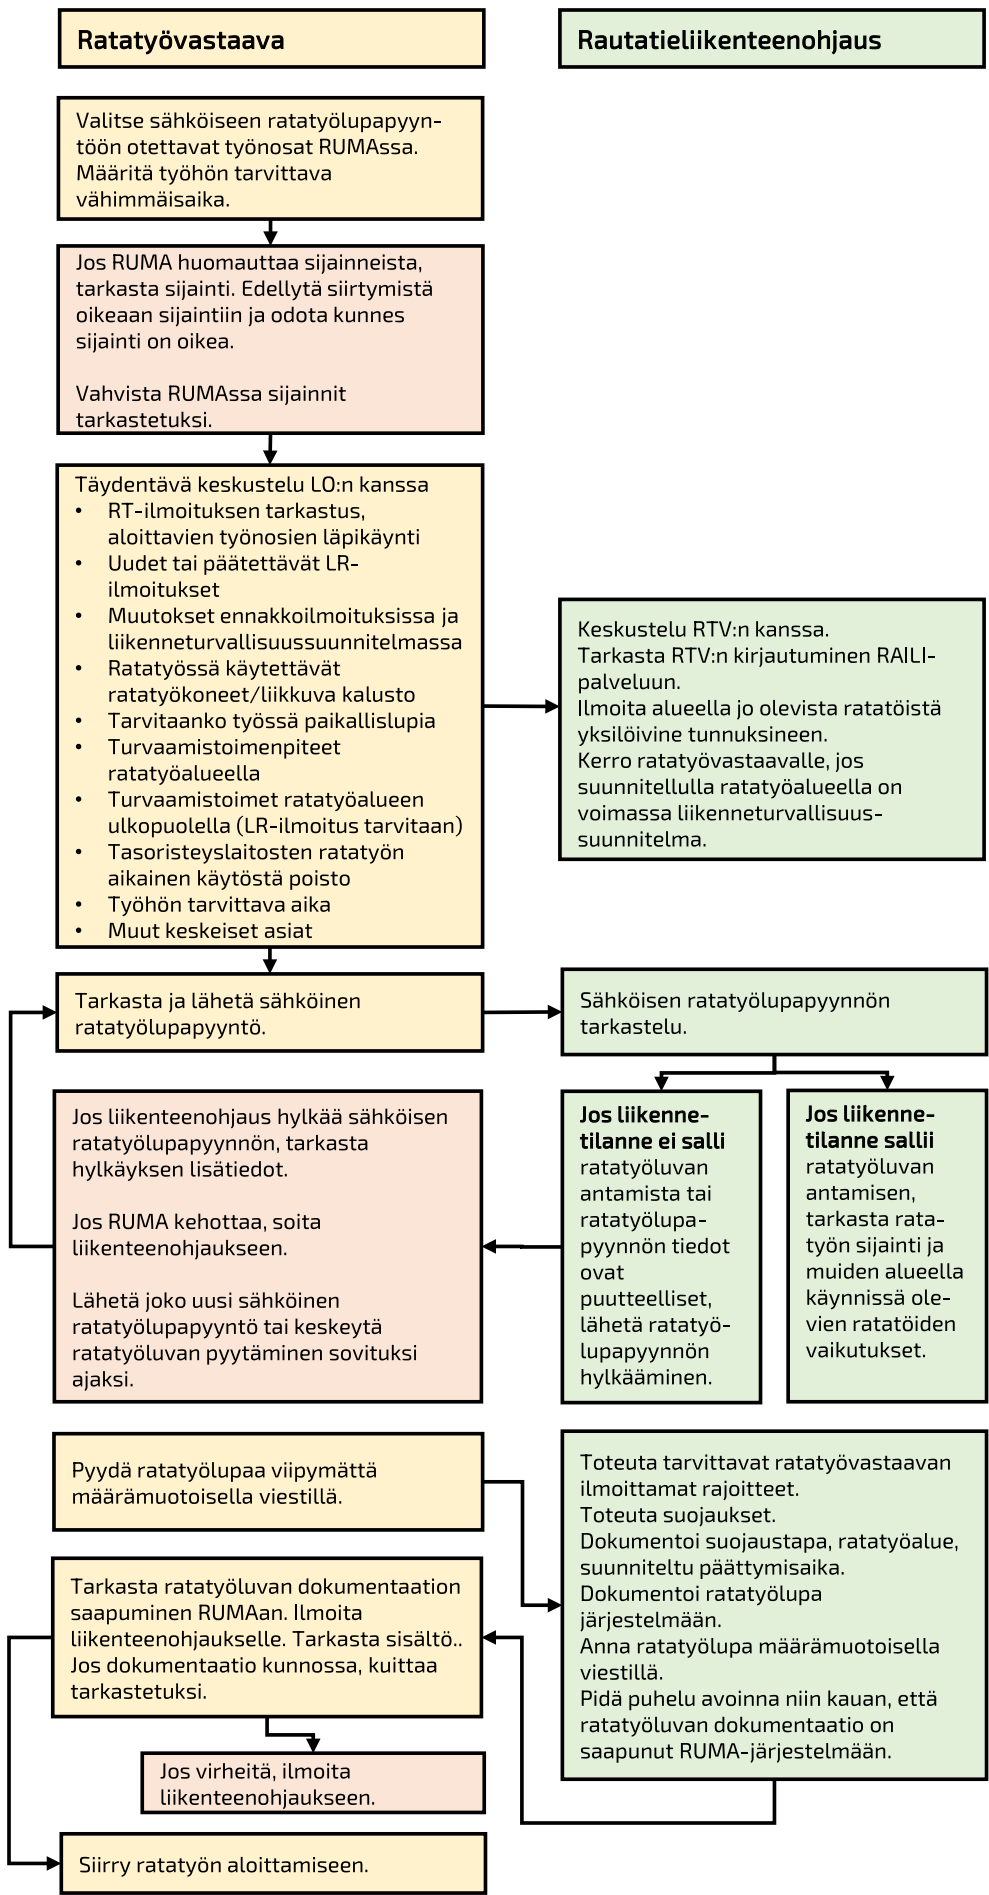 Ratatyövastaava
Rautatieliikenteenohjaus
Valitse sähköiseen ratatyölupapyyn-
töön otettavat työnosat RUMAssa.
Määritä työhön tarvittava
vähimmäisaika.
Jos RUMA huomauttaa sijainneista,
tarkasta sijainti. Edellytä siirtymistä
oikeaan sijaintiin ja odota kunnes
sijainti on oikea.
Vahvista RUMAssa sijainnit
tarkastetuksi.
Täydentävä keskustelu LO:n kanssa
• RT-ilmoituksen tarkastus,
aloittavien työnosien läpikäynti
• Uudet tai päätettävät LR-
ilmoitukset
• Muutokset ennakkoilmoituksissa ja
liikenneturvallisuussuunnitelmassa
• Ratatyössä käytettävät
ratatyökoneet/liikkuva kalusto
• Tarvitaanko työssä paikallislupia
• Turvaamistoimenpiteet
ratatyöalueella
• Turvaamistoimet ratatyöalueen
ulkopuolella (LR-ilmoitus tarvitaan)
• Tasoristeyslaitosten ratatyön
aikainen käytöstä poisto
• Työhön tarvittava aika
• Muut keskeiset asiat
Keskustelu RTV:n kanssa.
Tarkasta RTV:n kirjautuminen RAILI-
palveluun.
Ilmoita alueella jo olevista ratatöistä
yksilöivine tunnuksineen.
Kerro ratatyövastaavalle, jos
suunnitellulla ratatyöalueella on
voimassa liikenneturvallisuus-
suunnitelma.
Tarkasta ja lähetä sähköinen
ratatyölupapyyntö.
Sähköisen ratatyölupapyynnön
tarkastelu.
Jos liikenteenohjaus hylkää sähköisen
ratatyölupapyynnön, tarkasta
hylkäyksen lisätiedot.
Jos RUMA kehottaa, soita
liikenteenohjaukseen.
Lähetä joko uusi sähköinen
ratatyölupapyyntö tai keskeytä
ratatyöluvan pyytäminen sovituksi
ajaksi.
Jos liikenne-
tilanne ei salli
ratatyöluvan
antamista tai
ratatyölupa-
pyynnön tiedot
ovat
puutteelliset,
lähetä ratatyö-
lupapyynnön
hylkääminen.
Jos liikenne-
tilanne sallii
ratatyöluvan
antamisen,
tarkasta rata-
työn sijainti ja
muiden alueella
käynnissä ole-
vien ratatöiden
vaikutukset.
Pyydä ratatyölupaa viipymättä
määrämuotoisella viestillä.
Toteuta tarvittavat ratatyövastaavan
ilmoittamat rajoitteet.
Toteuta suojaukset.
Dokumentoi suojaustapa, ratatyöalue,
suunniteltu päättymisaika.
Dokumentoi ratatyölupa
järjestelmään.
Anna ratatyölupa määrämuotoisella
viestillä.
Pidä puhelu avoinna niin kauan, että
ratatyöluvan dokumentaatio on
saapunut RUMA-järjestelmään.
Tarkasta ratatyöluvan dokumentaation
saapuminen RUMAan. Ilmoita
liikenteenohjaukselle. Tarkasta sisältö..
Jos dokumentaatio kunnossa, kuittaa
tarkastetuksi.
Jos virheitä, ilmoita
liikenteenohjaukseen.
Siirry ratatyön aloittamiseen.